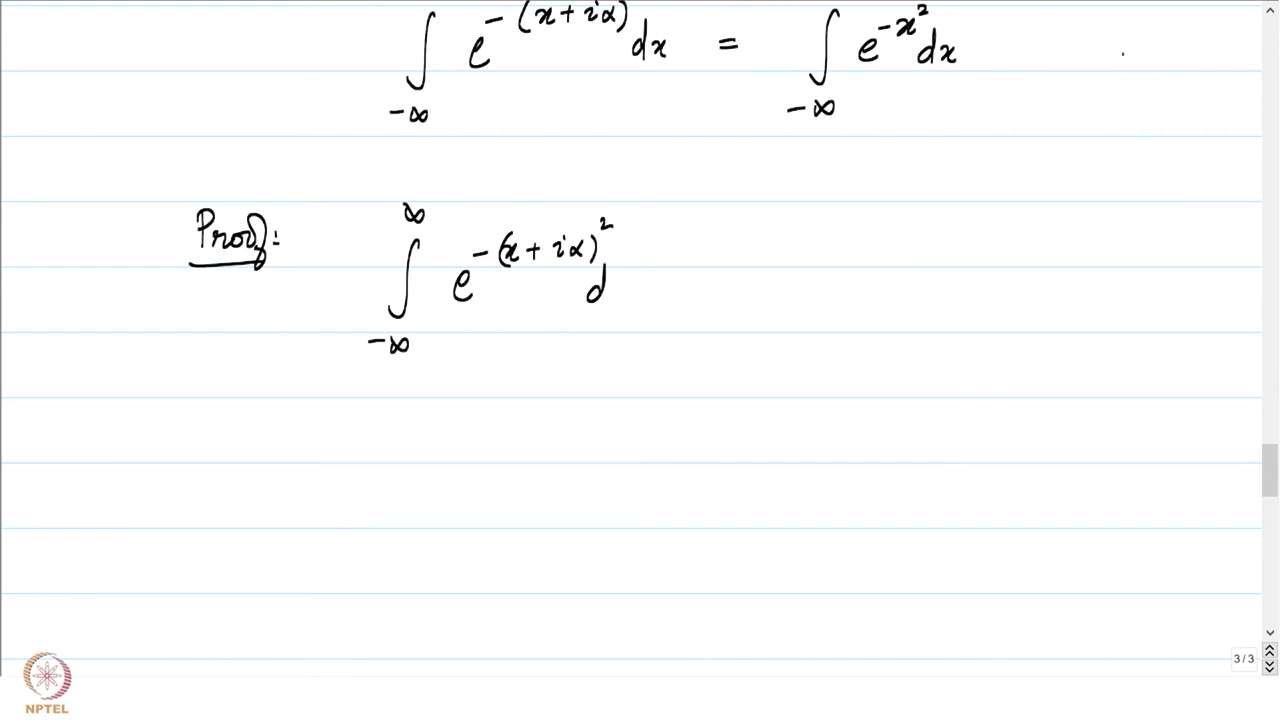 ∫_{-∞} e^{-(x+iα)} dx = ∫_{-∞} e^{-x²} dx
Proof: ∫_{-∞}^{∞} e^{-(x+iα)²} d
3/3
NPTEL